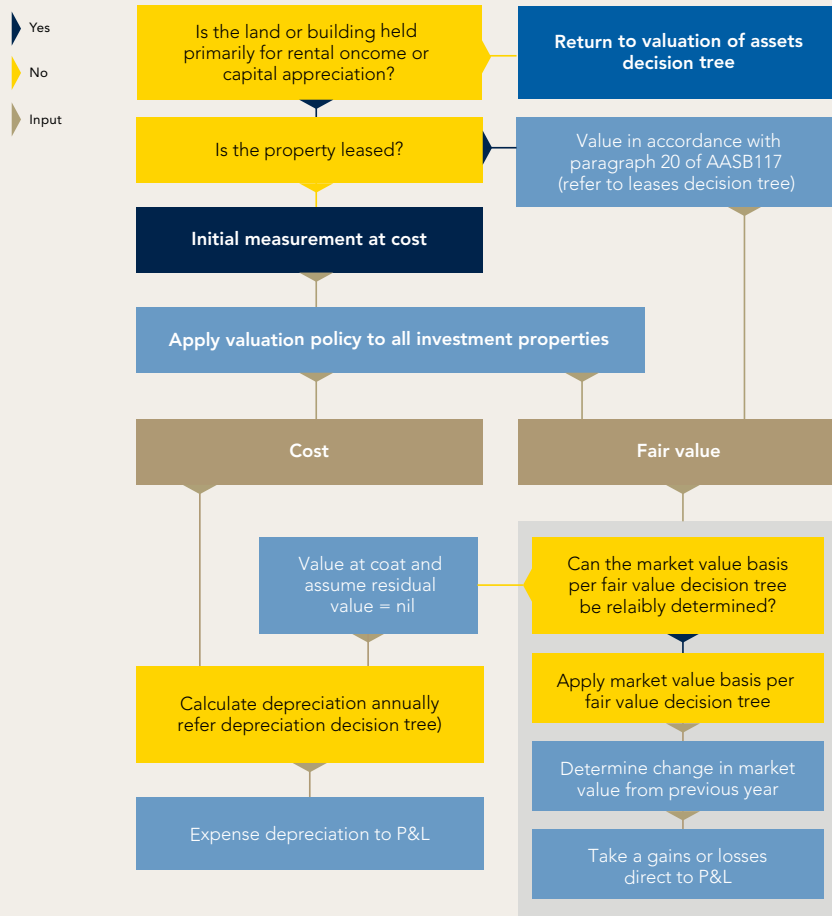 Yes
No
Input
Is the land or building held
primarily for rental oncome or
capital appreciation?
Return to valuation of assets
decision tree
Is the property leased?
Value in accordance with
paragraph 20 of AASB117
(refer to leases decision tree)
Initial measurement at cost
Apply valuation policy to all investment properties
Cost
Fair value
Value at coat and
assume residual
value = nil
Can the market value basis
per fair value decision tree
be relaibly determined?
Calculate depreciation annually
refer depreciation decision tree)
Apply market value basis per
fair value decision tree
Determine change in market
value from previous year
Expense depreciation to P&L
Take a gains or losses
direct to P&L